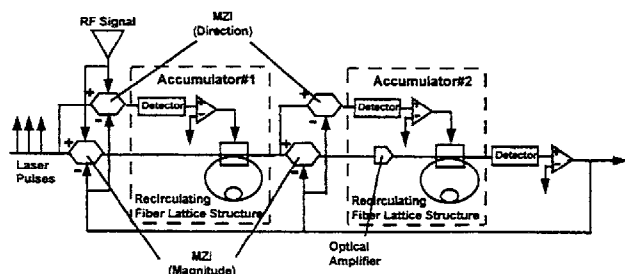 RF Signal
MZI
(Direction)
Accumulator#1
Accumulator#2
+
+
Detector
+
-
Detector
+
-
-
-
+
+
-
-
Detector
+
-
Laser
Pulses
Recirculating
Fiber Lattice Structure
Recirculating
Fiber Lattice Structure
MZI
(Magnitude)
Optical
Amplifier